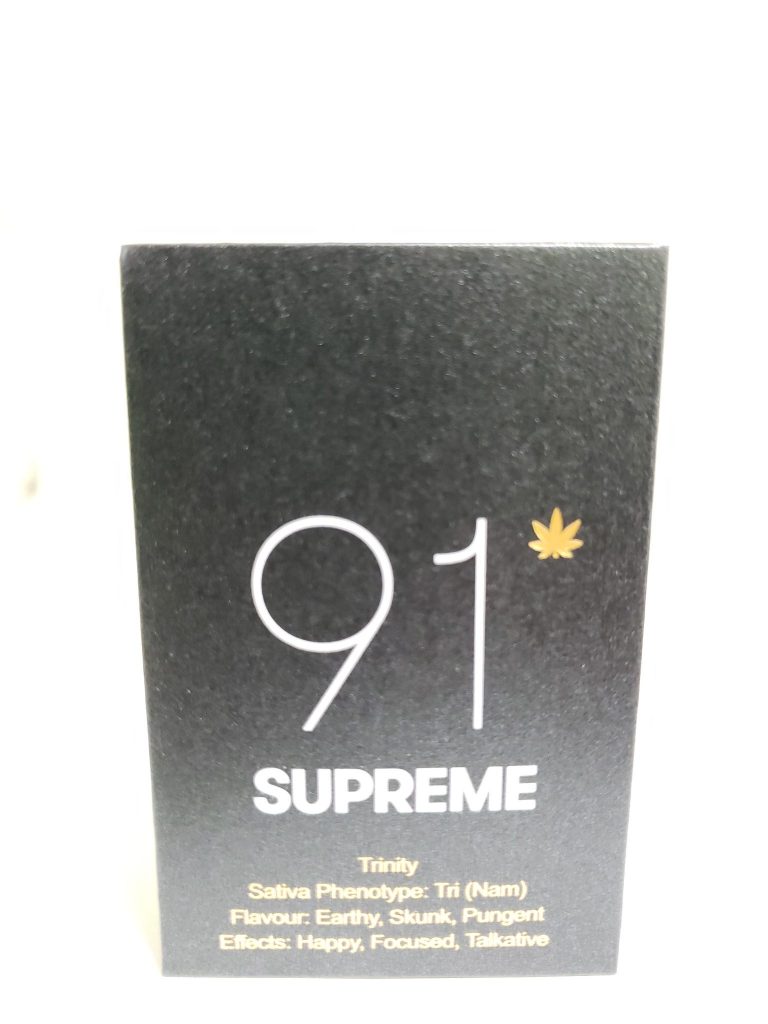 91
SUPREME
Trinity
Sativa Phenotype: Tri (Nam)
Flavour: Earthy, Skunk, Pungent
Effects: Happy, Focused, Talkative